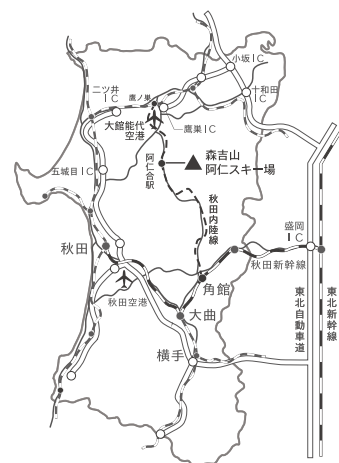 小坂IC
十和田
IC
二ツ井
IC
鷹ノ巣
大館能代
空港
鷹巣IC
森吉山
阿仁スキー場
阿仁合駅
五城目IC
秋田内陸線
盛岡
IC
秋田
秋田新幹線
角館
秋田空港
大曲
東北自動車道
東北新幹線
横手